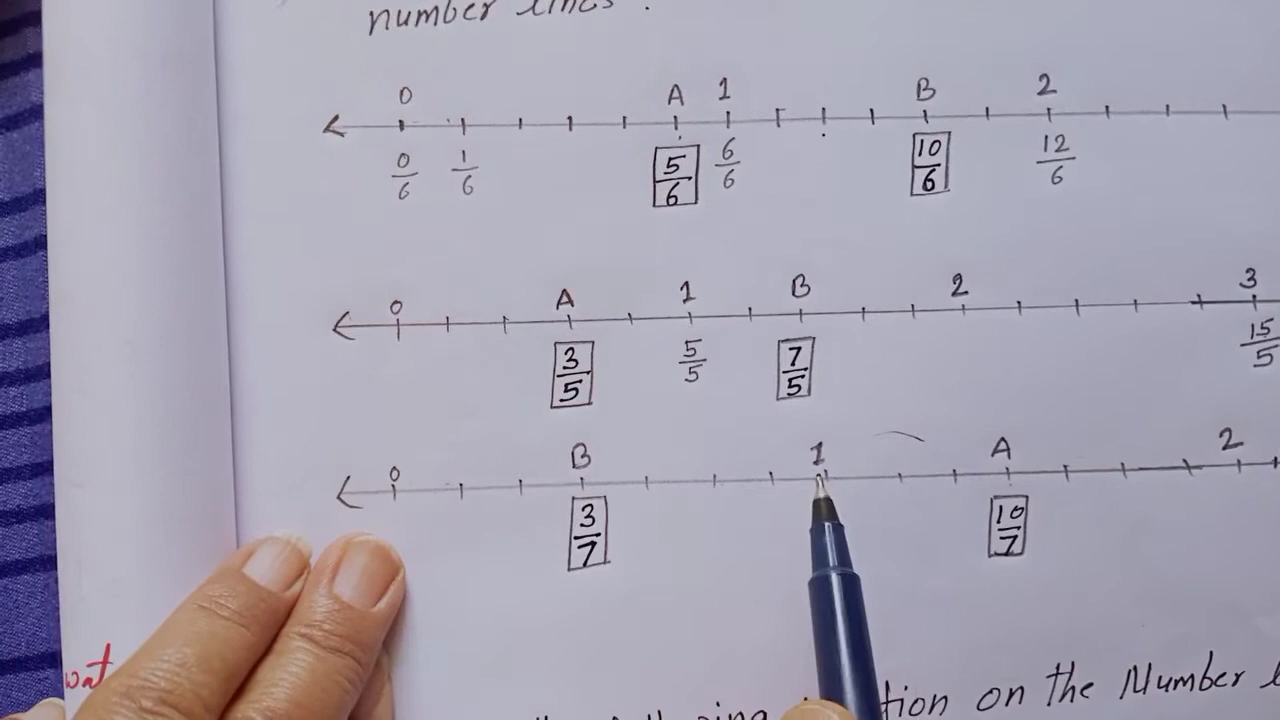 number lines.
0 A 1 B 2
0/6 1/6 5/6 6/6 10/6 12/6
0 A 1 B 2 3
3/5 5/5 7/5 15/5
0 B 1 A 2
3/7 10/7
wat
on the Number